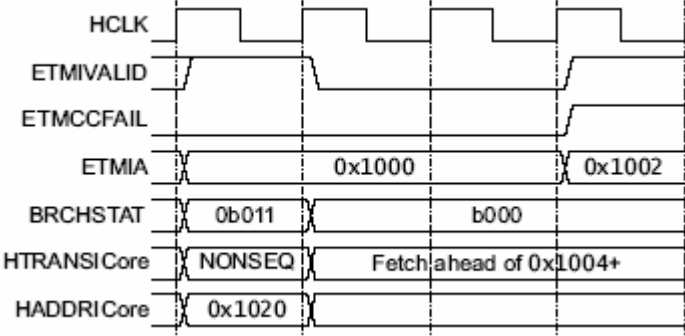 HCLK
ETMIVALID
ETMCCFAIL
ETMIA 0x1000 0x1002
BRCHSTAT 0b011 b000
HTRANSICore NONSEQ Fetch ahead of 0x1004+
HADDRICore 0x1020